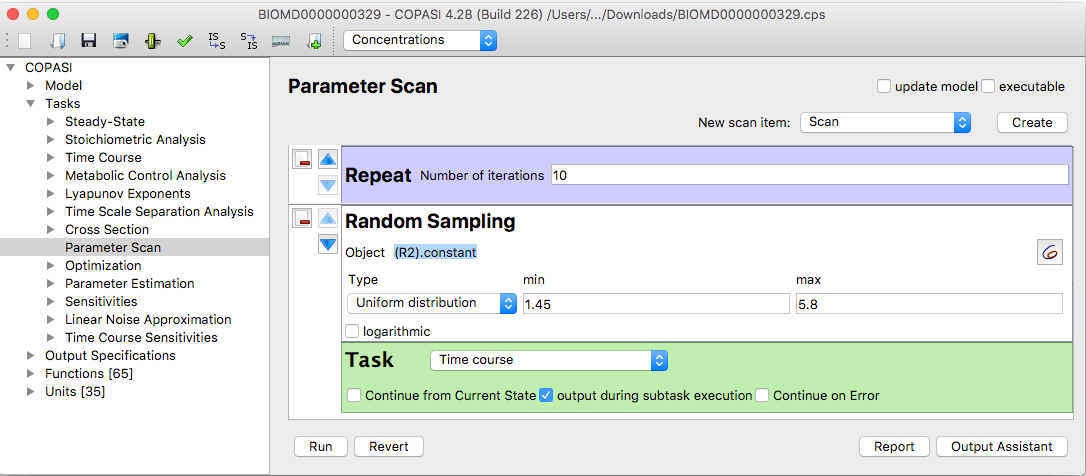 BIOMD0000000329 - COPASI 4.28 (Build 226) /Users/.../Downloads/BIOMD0000000329.cps
IS S
S IS
MIRIAM
Concentrations
COPASI
Model
Tasks
Steady-State
Stoichiometric Analysis
Time Course
Metabolic Control Analysis
Lyapunov Exponents
Time Scale Separation Analysis
Cross Section
Parameter Scan
Optimization
Parameter Estimation
Sensitivities
Linear Noise Approximation
Time Course Sensitivities
Output Specifications
Functions [65]
Units [35]
Parameter Scan
update model executable
New scan item: Scan Create
Repeat Number of iterations 10
Random Sampling
Object (R2).constant
Type min max
Uniform distribution 1.45 5.8
logarithmic
Task Time course
Continue from Current State output during subtask execution Continue on Error
Run Revert Report Output Assistant